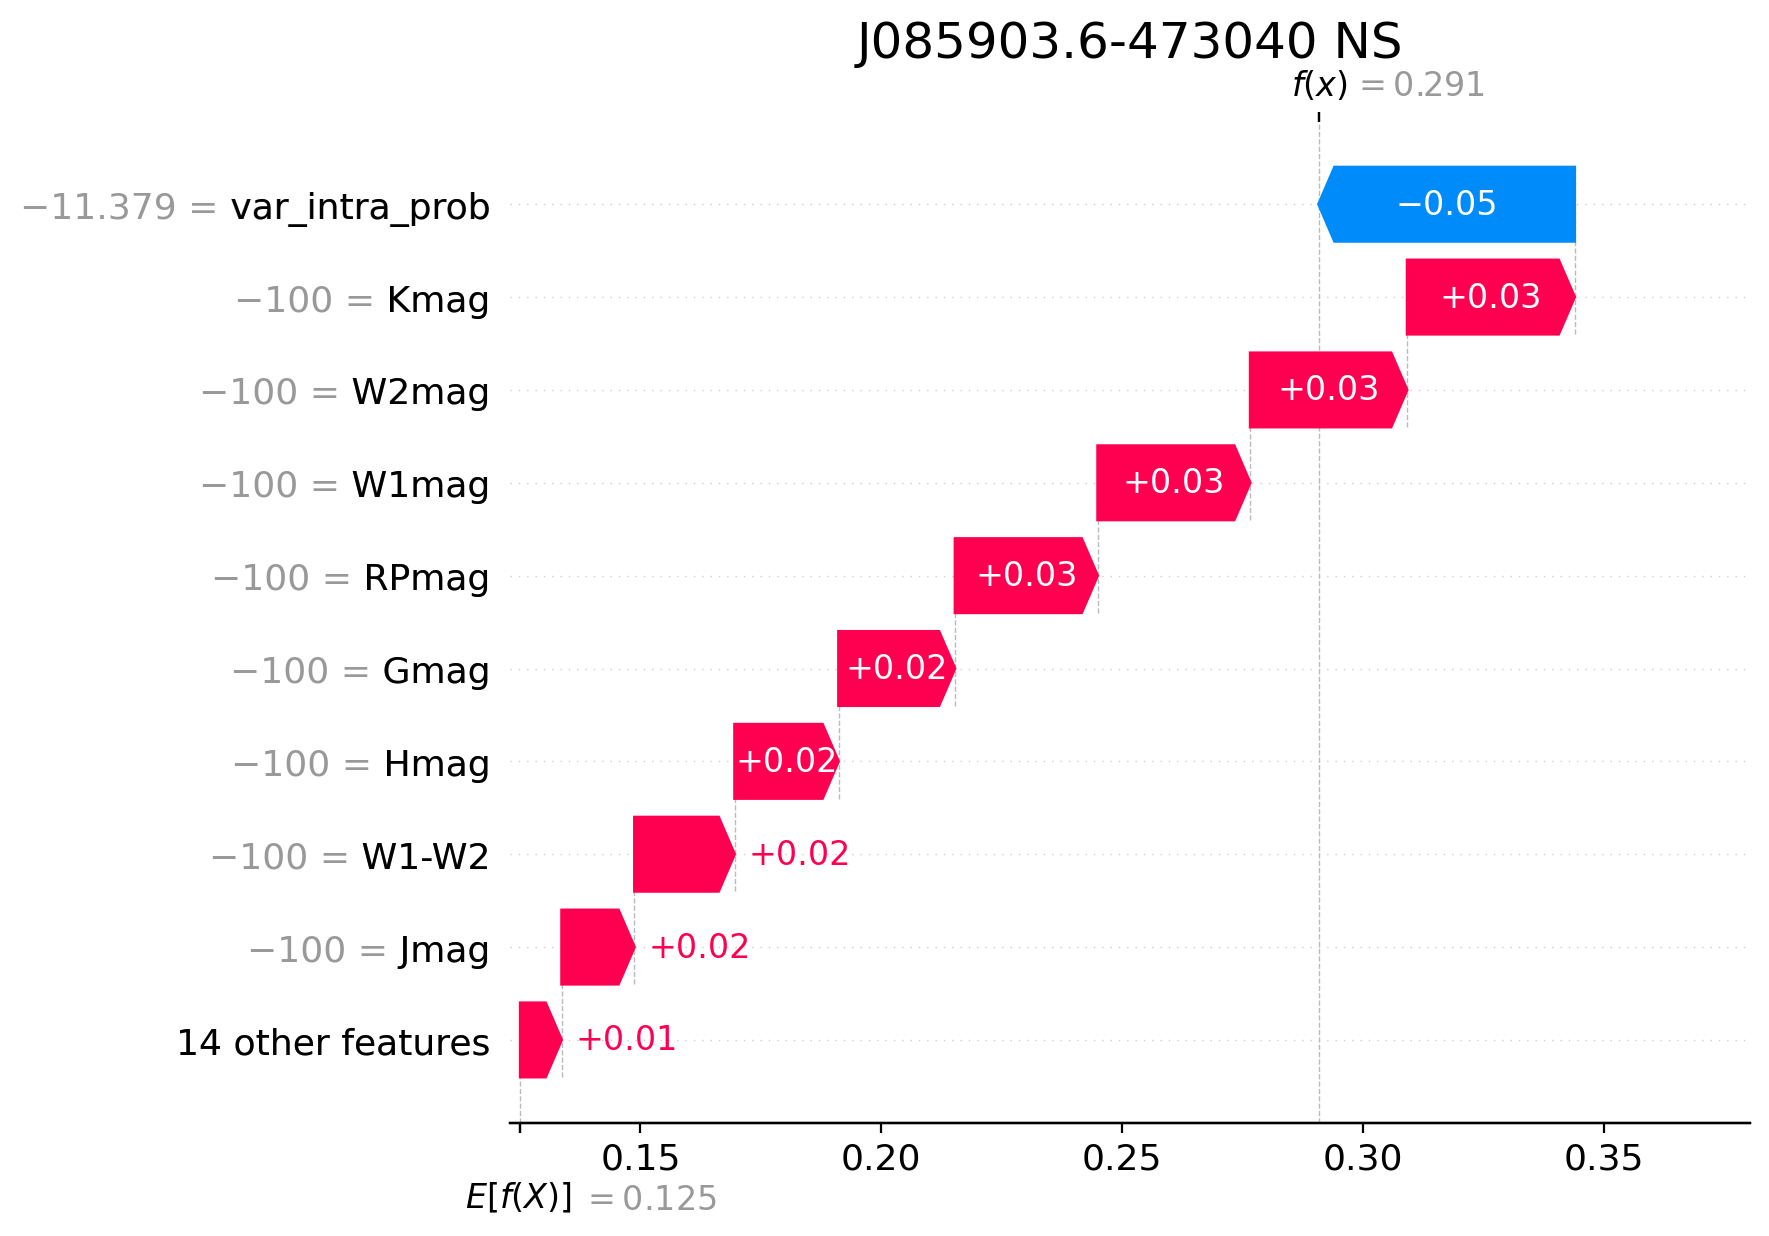 J085903.6-473040 NS
f(x) = 0.291
−11.379 = var_intra_prob −0.05
−100 = Kmag +0.03
−100 = W2mag +0.03
−100 = W1mag +0.03
−100 = RPmag +0.03
−100 = Gmag +0.02
−100 = Hmag +0.02
−100 = W1-W2 +0.02
−100 = Jmag +0.02
14 other features +0.01
0.15 0.20 0.25 0.30 0.35
E[f(X)] = 0.125